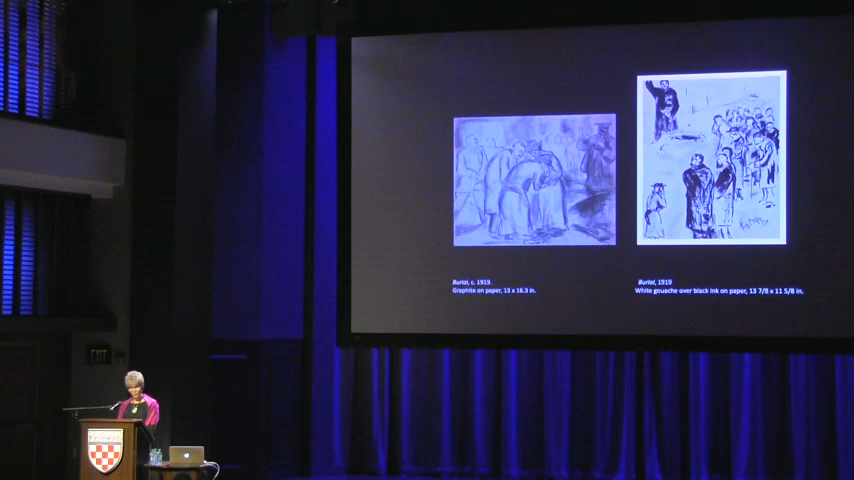 Burial, c. 1919.
Graphite on paper, 13 x 16.3 in.
Burial, 1919
White gouache over black ink on paper, 13 7/8 x 11 5/8 in.
EXIT
RICHMOND